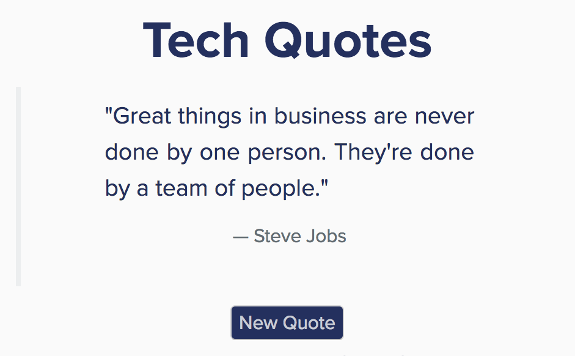 Tech Quotes
"Great things in business are never
done by one person. They're done
by a team of people."
— Steve Jobs
New Quote